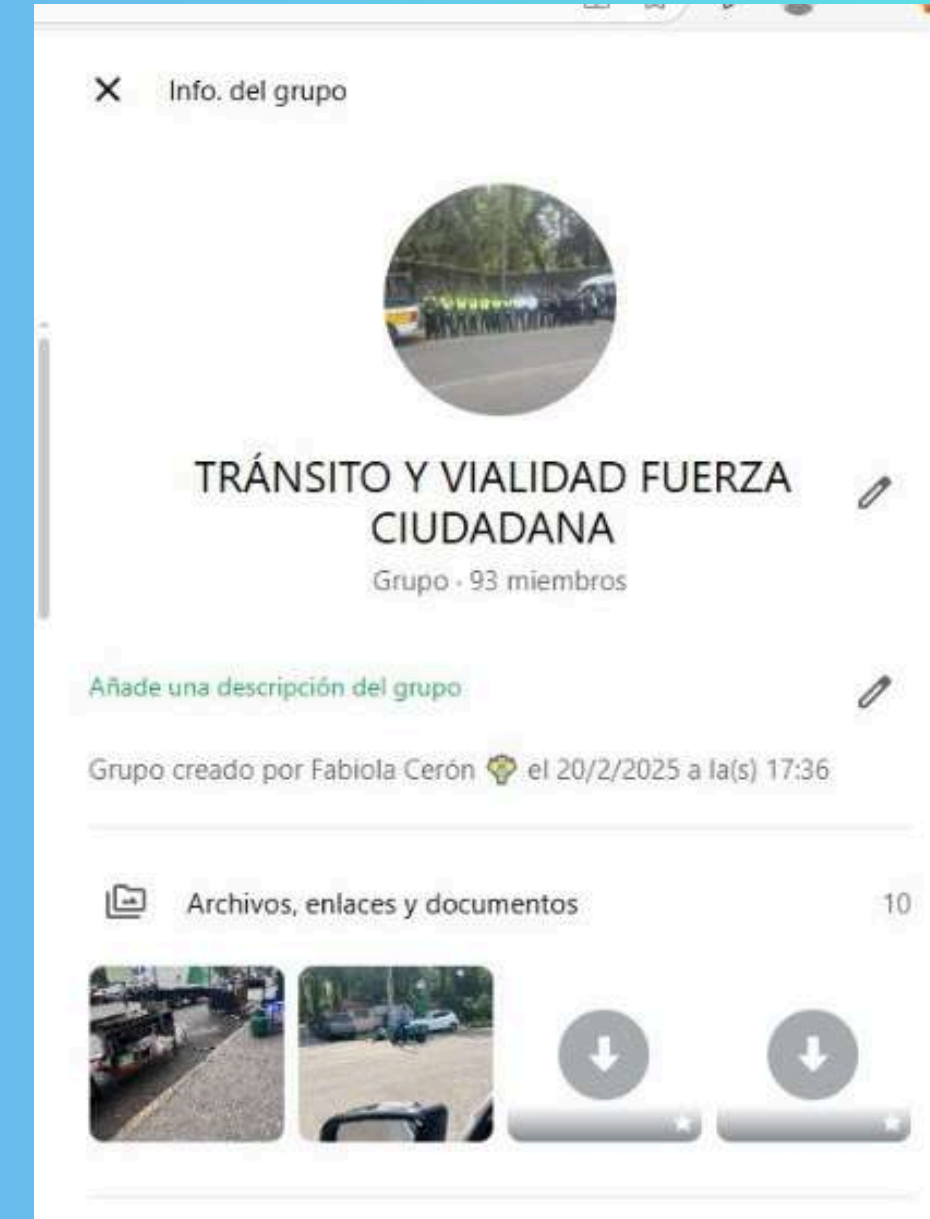 Info. del grupo
TRÁNSITO Y VIALIDAD FUERZA
CIUDADANA
Grupo · 93 miembros
Añade una descripción del grupo
Grupo creado por Fabiola Cerón 💐 el 20/2/2025 a la(s) 17:36
Archivos, enlaces y documentos 10